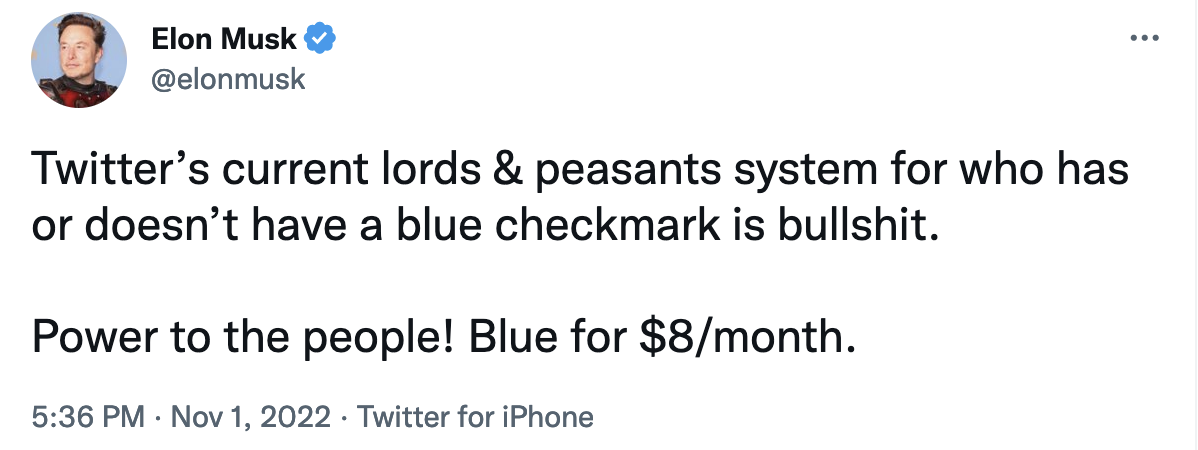 Elon Musk
@elonmusk
Twitter’s current lords & peasants system for who has
or doesn’t have a blue checkmark is bullshit.
Power to the people! Blue for $8/month.
5:36 PM · Nov 1, 2022 · Twitter for iPhone